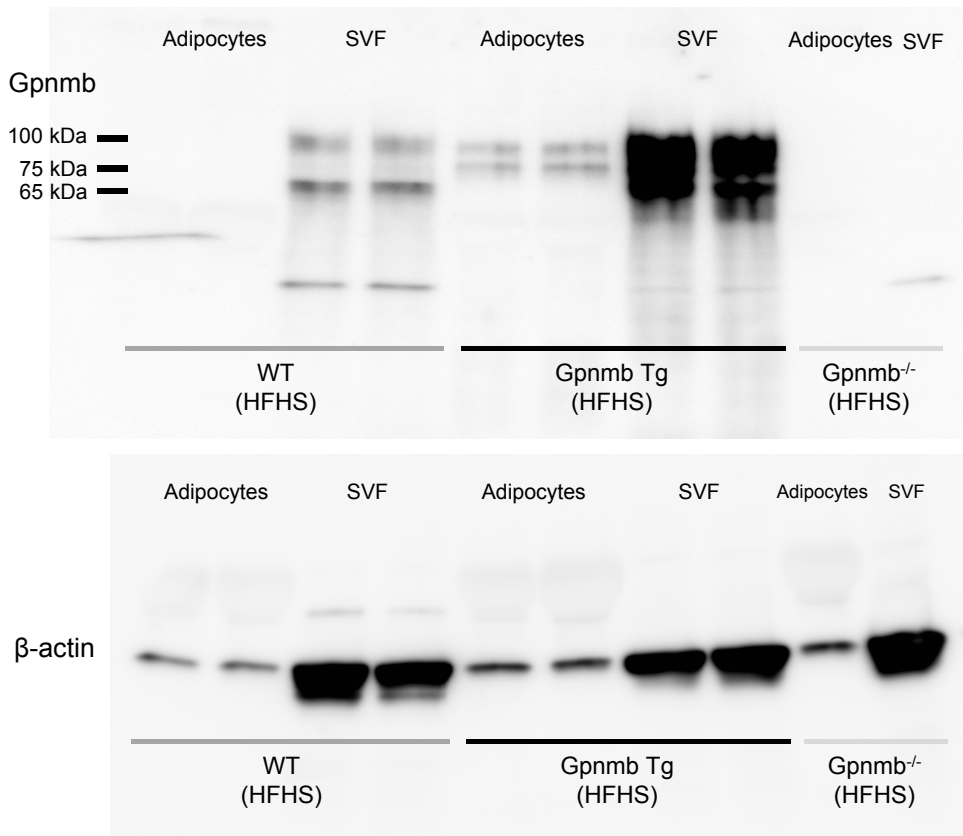 Adipocytes SVF Adipocytes SVF Adipocytes SVF
Gpnmb
100 kDa
75 kDa
65 kDa
WT Gpnmb Tg Gpnmb-/-
(HFHS) (HFHS) (HFHS)
Adipocytes SVF Adipocytes SVF Adipocytes SVF
β-actin
WT Gpnmb Tg Gpnmb-/-
(HFHS) (HFHS) (HFHS)